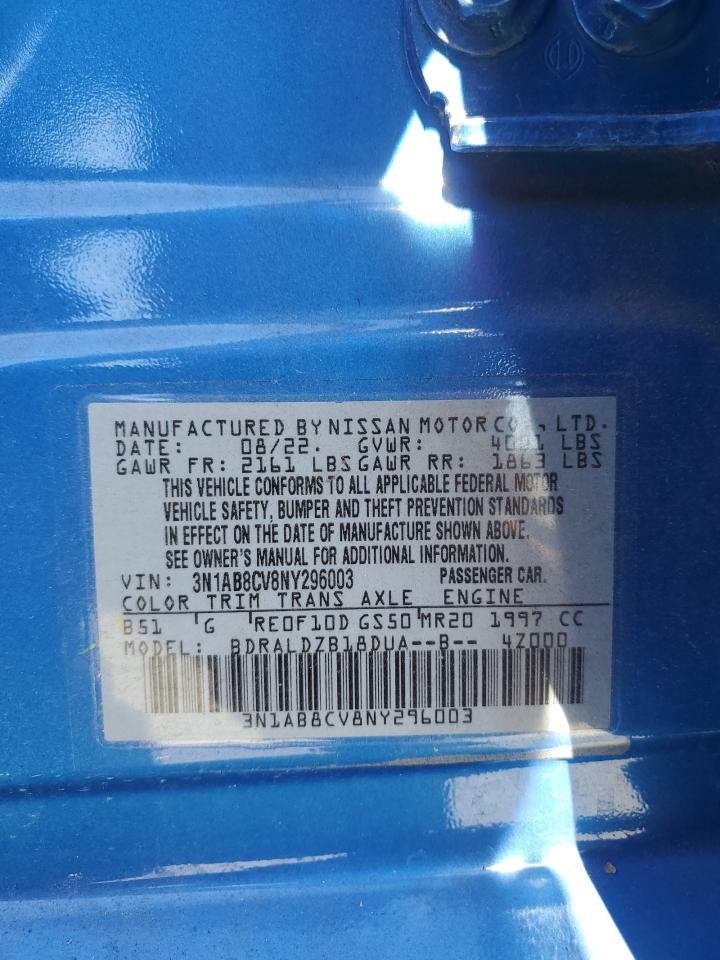 MANUFACTURED BY NISSAN MOTOR CO., LTD.
DATE: 08/22. GVWR: LBS
GAWR FR: 2161 LBS GAWR RR: 1863 LBS
THIS VEHICLE CONFORMS TO ALL APPLICABLE FEDERAL MOTOR
VEHICLE SAFETY, BUMPER AND THEFT PREVENTION STANDARDS
IN EFFECT ON THE DATE OF MANUFACTURE SHOWN ABOVE.
SEE OWNER'S MANUAL FOR ADDITIONAL INFORMATION.
VIN: 3N1AB8CV8NY296003 PASSENGER CAR.
COLOR TRIM TRANS AXLE ENGINE
B51 G RE0F10D GS50 MR20 1997 CC
MODEL: BDRALDZB18DUA--B-- 4Z000
3N1AB8CV8NY296003